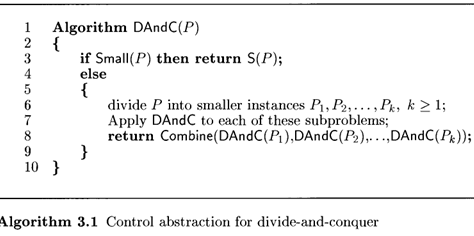 1 Algorithm DAndC(P)
2 {
3 if Small(P) then return S(P);
4 else
5 {
6 divide P into smaller instances P₁, P₂, . . . , Pₖ, k ≥ 1;
7 Apply DAndC to each of these subproblems;
8 return Combine(DAndC(P₁),DAndC(P₂),. . .,DAndC(Pₖ));
9 }
10 }
Algorithm 3.1 Control abstraction for divide-and-conquer